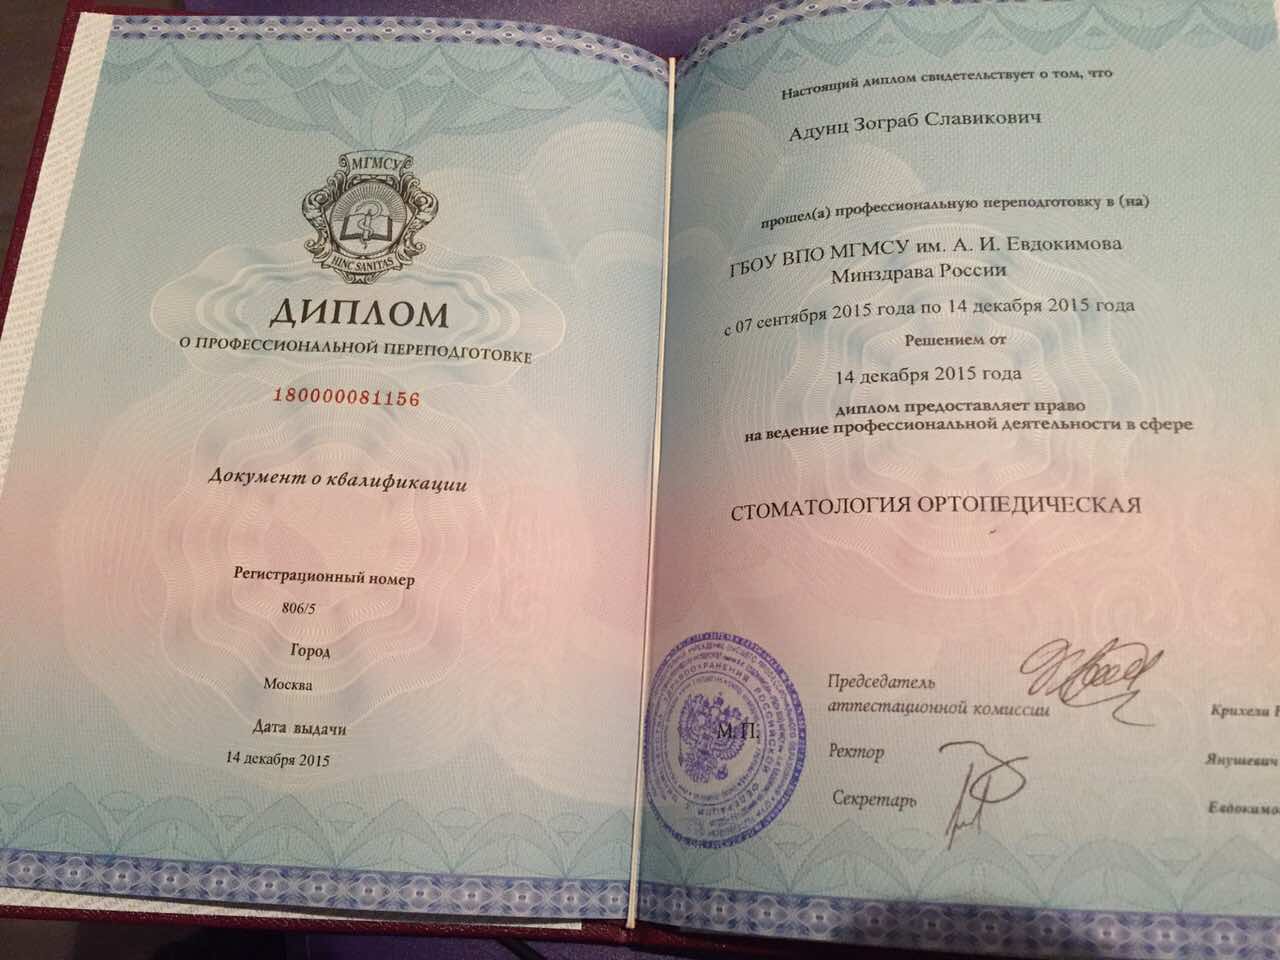 МГМСУ
HINC SANITAS
ДИПЛОМ
О ПРОФЕССИОНАЛЬНОЙ ПЕРЕПОДГОТОВКЕ
180000081156
Документ о квалификации
Регистрационный номер
806/5
Город
Москва
Дата выдачи
14 декабря 2015
Настоящий диплом свидетельствует о том, что
Адунц Зограб Славикович
прошел(а) профессиональную переподготовку в (на)
ГБОУ ВПО МГМСУ им. А. И. Евдокимова
Минздрава России
с 07 сентября 2015 года по 14 декабря 2015 года
Решением от
14 декабря 2015 года
диплом предоставляет право
на ведение профессиональной деятельности в сфере
СТОМАТОЛОГИЯ ОРТОПЕДИЧЕСКАЯ
Председатель
аттестационной комиссии
Крихели
М. П.
Ректор
Янушевич
Секретарь